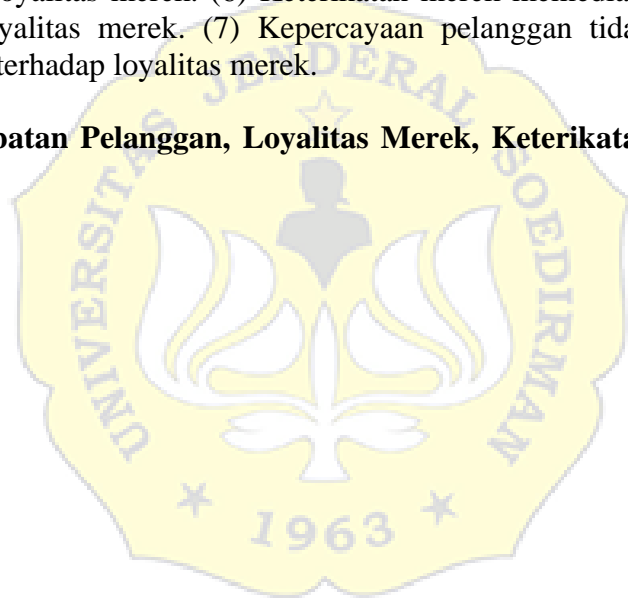 loyalitas merek. (6) Keterikatan merek memedia
yalitas merek. (7) Kepercayaan pelanggan tida
terhadap loyalitas merek.
batan Pelanggan, Loyalitas Merek, Keterikata
UNIVERSITAS JENDERAL SOEDIRMAN
1963